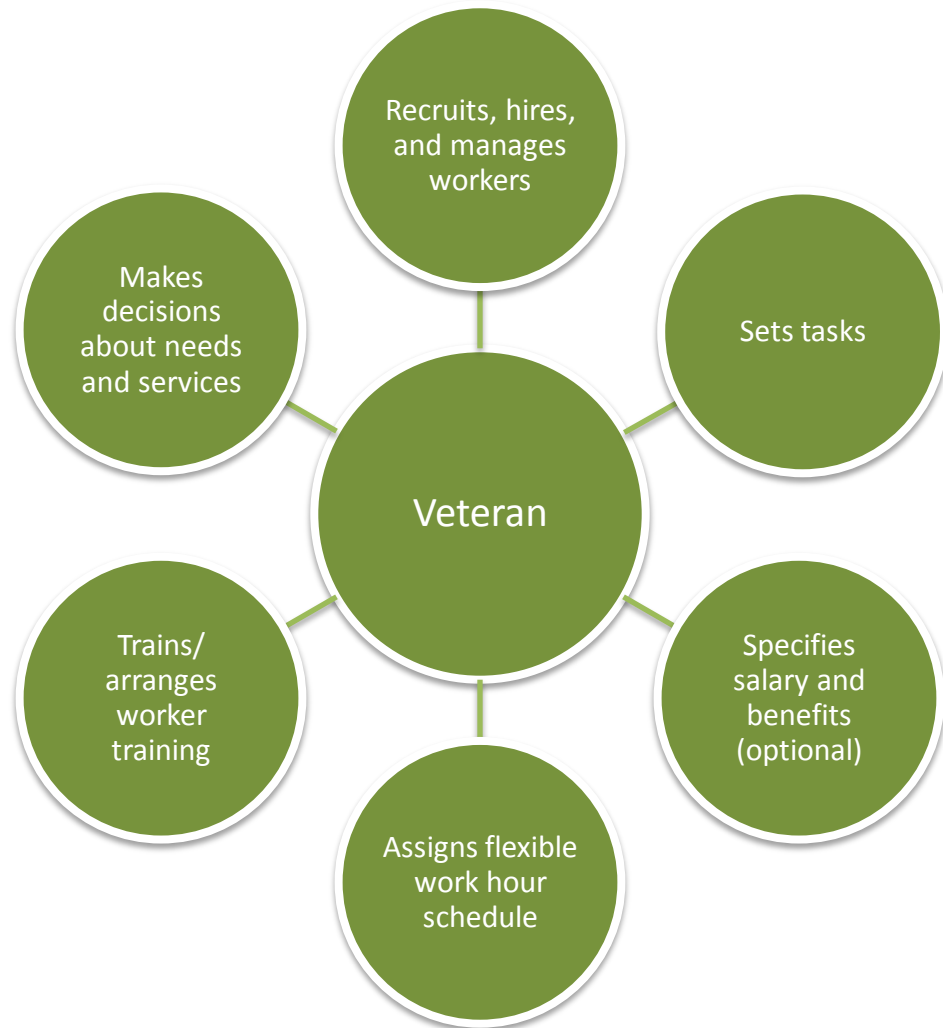 Recruits, hires,
and manages
workers
Sets tasks
Specifies
salary and
benefits
(optional)
Assigns flexible
work hour
schedule
Trains/
arranges
worker
training
Makes
decisions
about needs
and services
Veteran